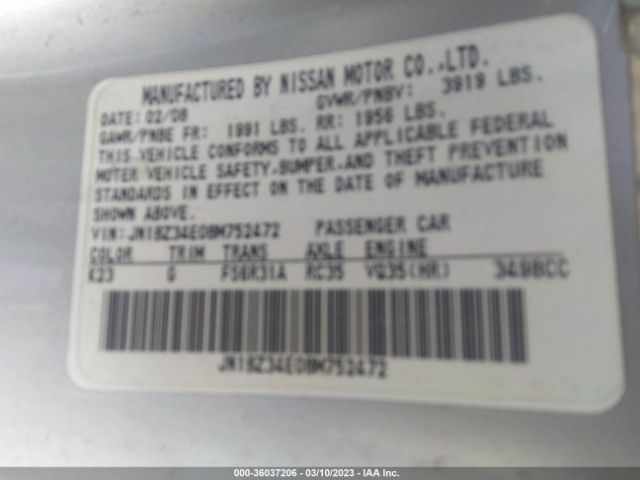 MANUFACTURED BY NISSAN MOTOR CO.,LTD.
DATE: 02/08 GVWR/PNBV: 3919 LBS.
GAWR/PNBE FR: 1991 LBS. RR: 1956 LBS.
THIS VEHICLE CONFORMS TO ALL APPLICABLE FEDERAL
MOTOR VEHICLE SAFETY,BUMPER,AND THEFT PREVENTION
STANDARDS IN EFFECT ON THE DATE OF MANUFACTURE
SHOWN ABOVE.
VIN:JN1BZ34E08M752472 PASSENGER CAR
COLOR TRIM TRANS AXLE ENGINE
K23 G FS6R31A RC35 VQ35(HR) 3498CC
JN1BZ34E08M752472
000-36037206 - 03/10/2023 - IAA Inc.